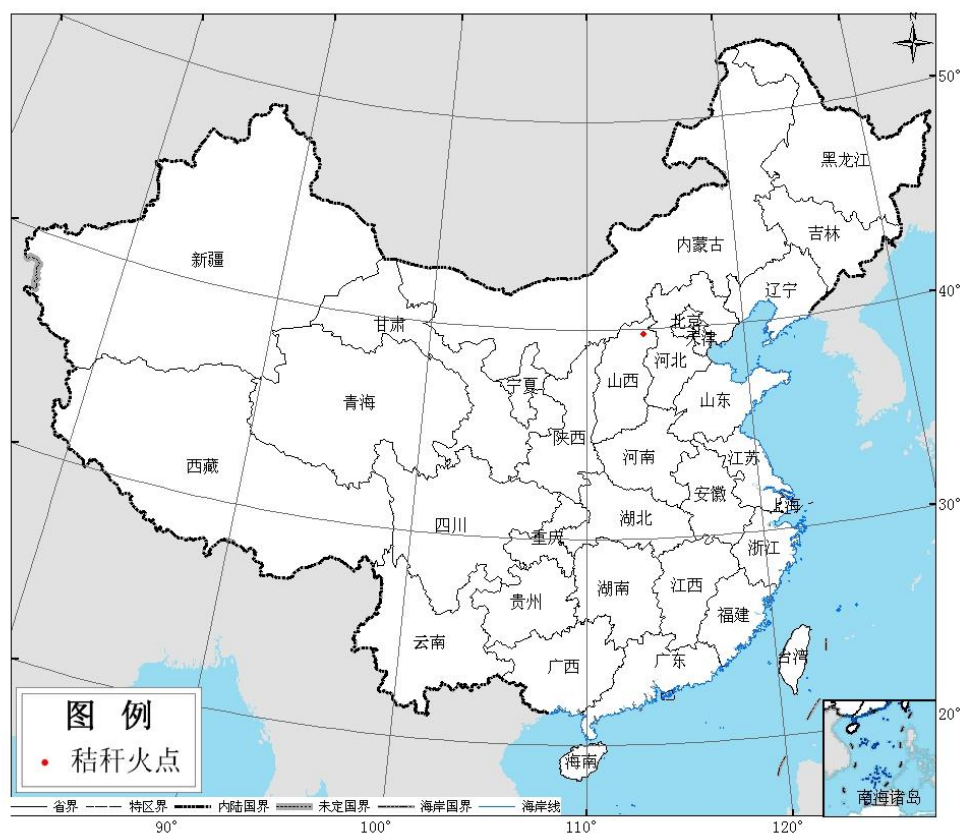 N
50°
黑龙江
吉林
内蒙古
新疆
辽宁
40°
北京
甘肃
天津
河北
山西
宁夏
青海
山东
陕西
河南
江苏
西藏
安徽
30°
上海
湖北
四川
重庆
浙江
江西
湖南
贵州
福建
云南
台湾
广东
广西
20°
图 例
秸秆火点
海南
南海诸岛
省界 特区界 内陆国界 未定国界 海岸国界 海岸线
90° 100° 110° 120°